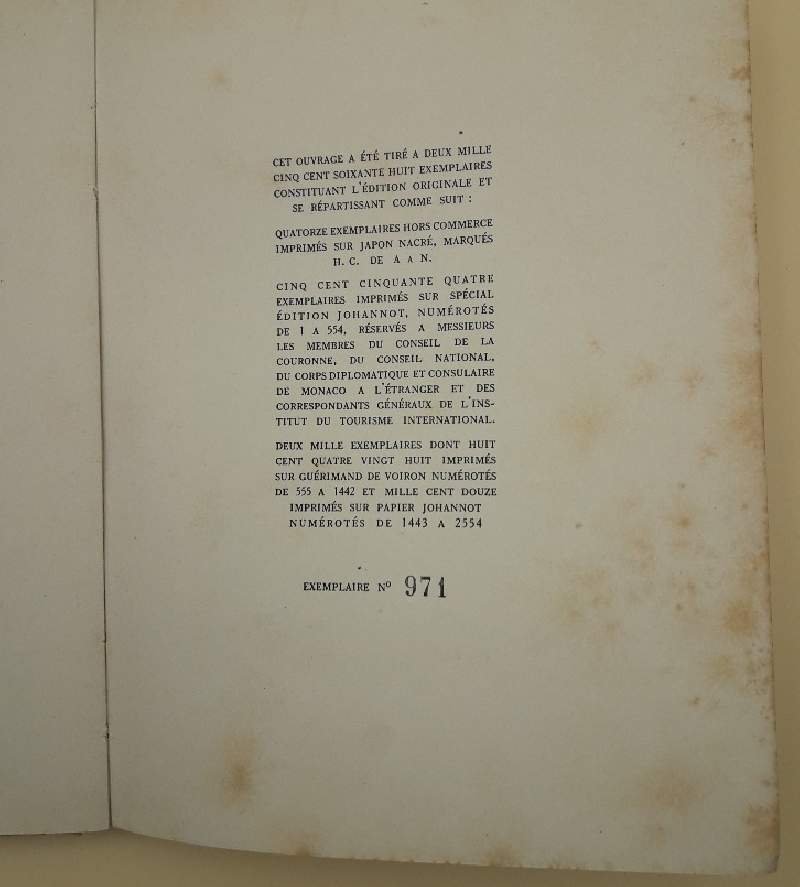 CET OUVRAGE A ÉTÉ TIRÉ A DEUX MILLE
CINQ CENT SOIXANTE HUIT EXEMPLAIRES
CONSTITUANT L'ÉDITION ORIGINALE ET
SE RÉPARTISSANT COMME SUIT :
QUATORZE EXEMPLAIRES HORS COMMERCE
IMPRIMÉS SUR JAPON NACRÉ, MARQUÉS
H. C. DE A A N.
CINQ CENT CINQUANTE QUATRE
EXEMPLAIRES IMPRIMÉS SUR SPÉCIAL
ÉDITION JOHANNOT, NUMÉROTÉS
DE 1 A 554, RÉSERVÉS A MESSIEURS
LES MEMBRES DU CONSEIL DE LA
COURONNE, DU CONSEIL NATIONAL,
DU CORPS DIPLOMATIQUE ET CONSULAIRE
DE MONACO A L'ÉTRANGER ET DES
CORRESPONDANTS GÉNÉRAUX DE L'INS-
TITUT DU TOURISME INTERNATIONAL.
DEUX MILLE EXEMPLAIRES DONT HUIT
CENT QUATRE VINGT HUIT IMPRIMÉS
SUR GUÉRIMAND DE VOIRON NUMÉROTÉS
DE 555 A 1442 ET MILLE CENT DOUZE
IMPRIMÉS SUR PAPIER JOHANNOT
NUMÉROTÉS DE 1443 A 2554
EXEMPLAIRE Nº 971